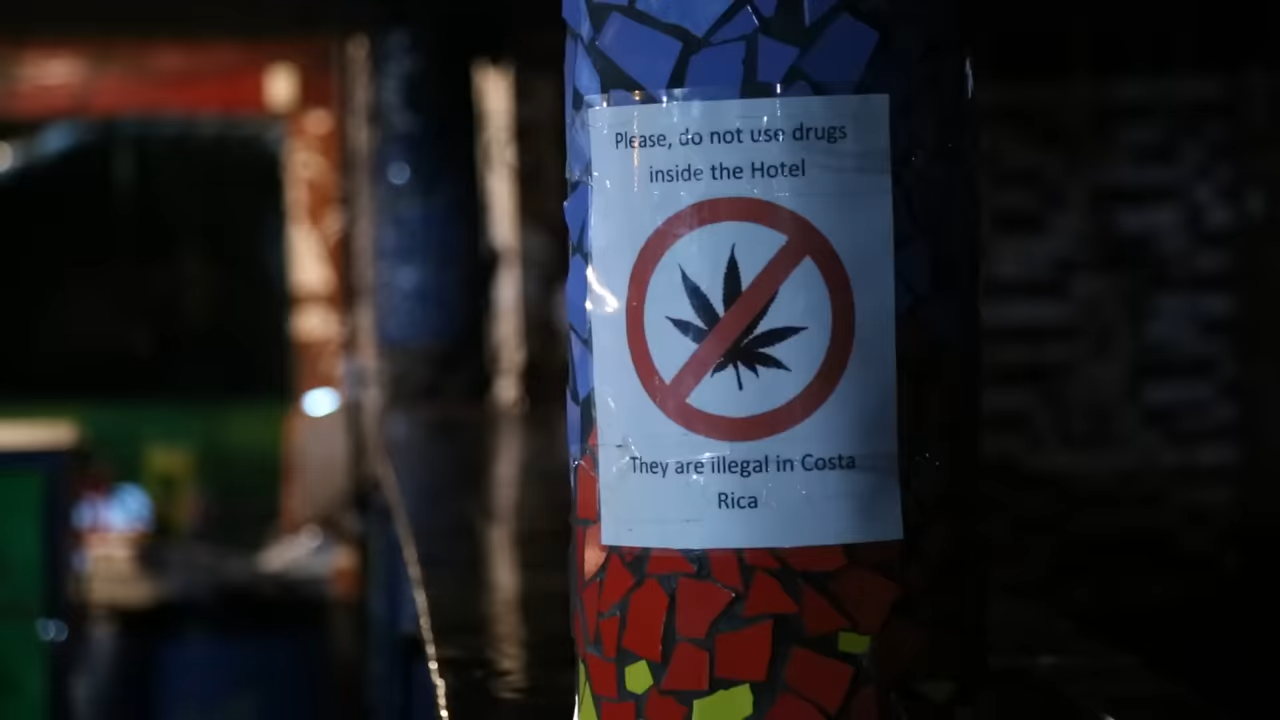 Please, do not use drugs
inside the Hotel
They are illegal in Costa
Rica